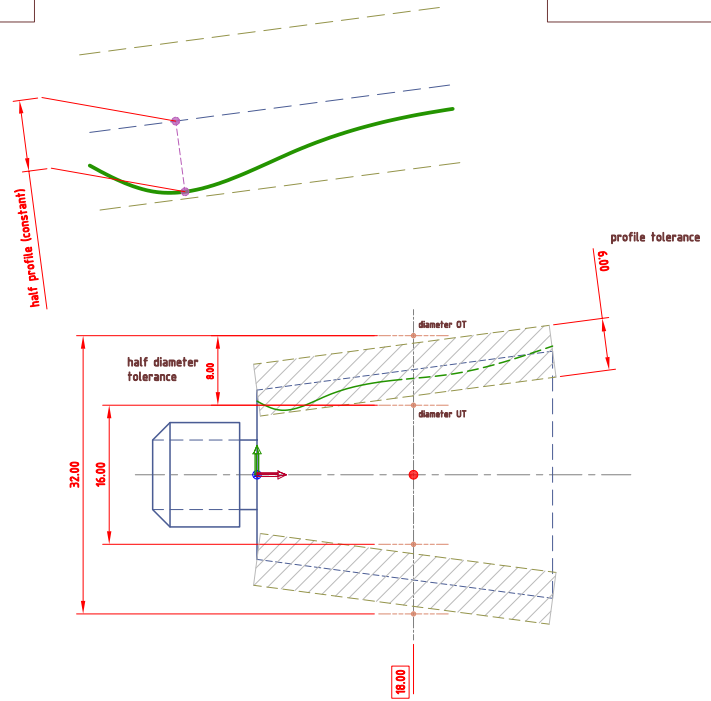 half profile (constant)
profile tolerance
6.00
diameter OT
half diameter
tolerance
8.00
diameter UT
32.00
16.00
18.00